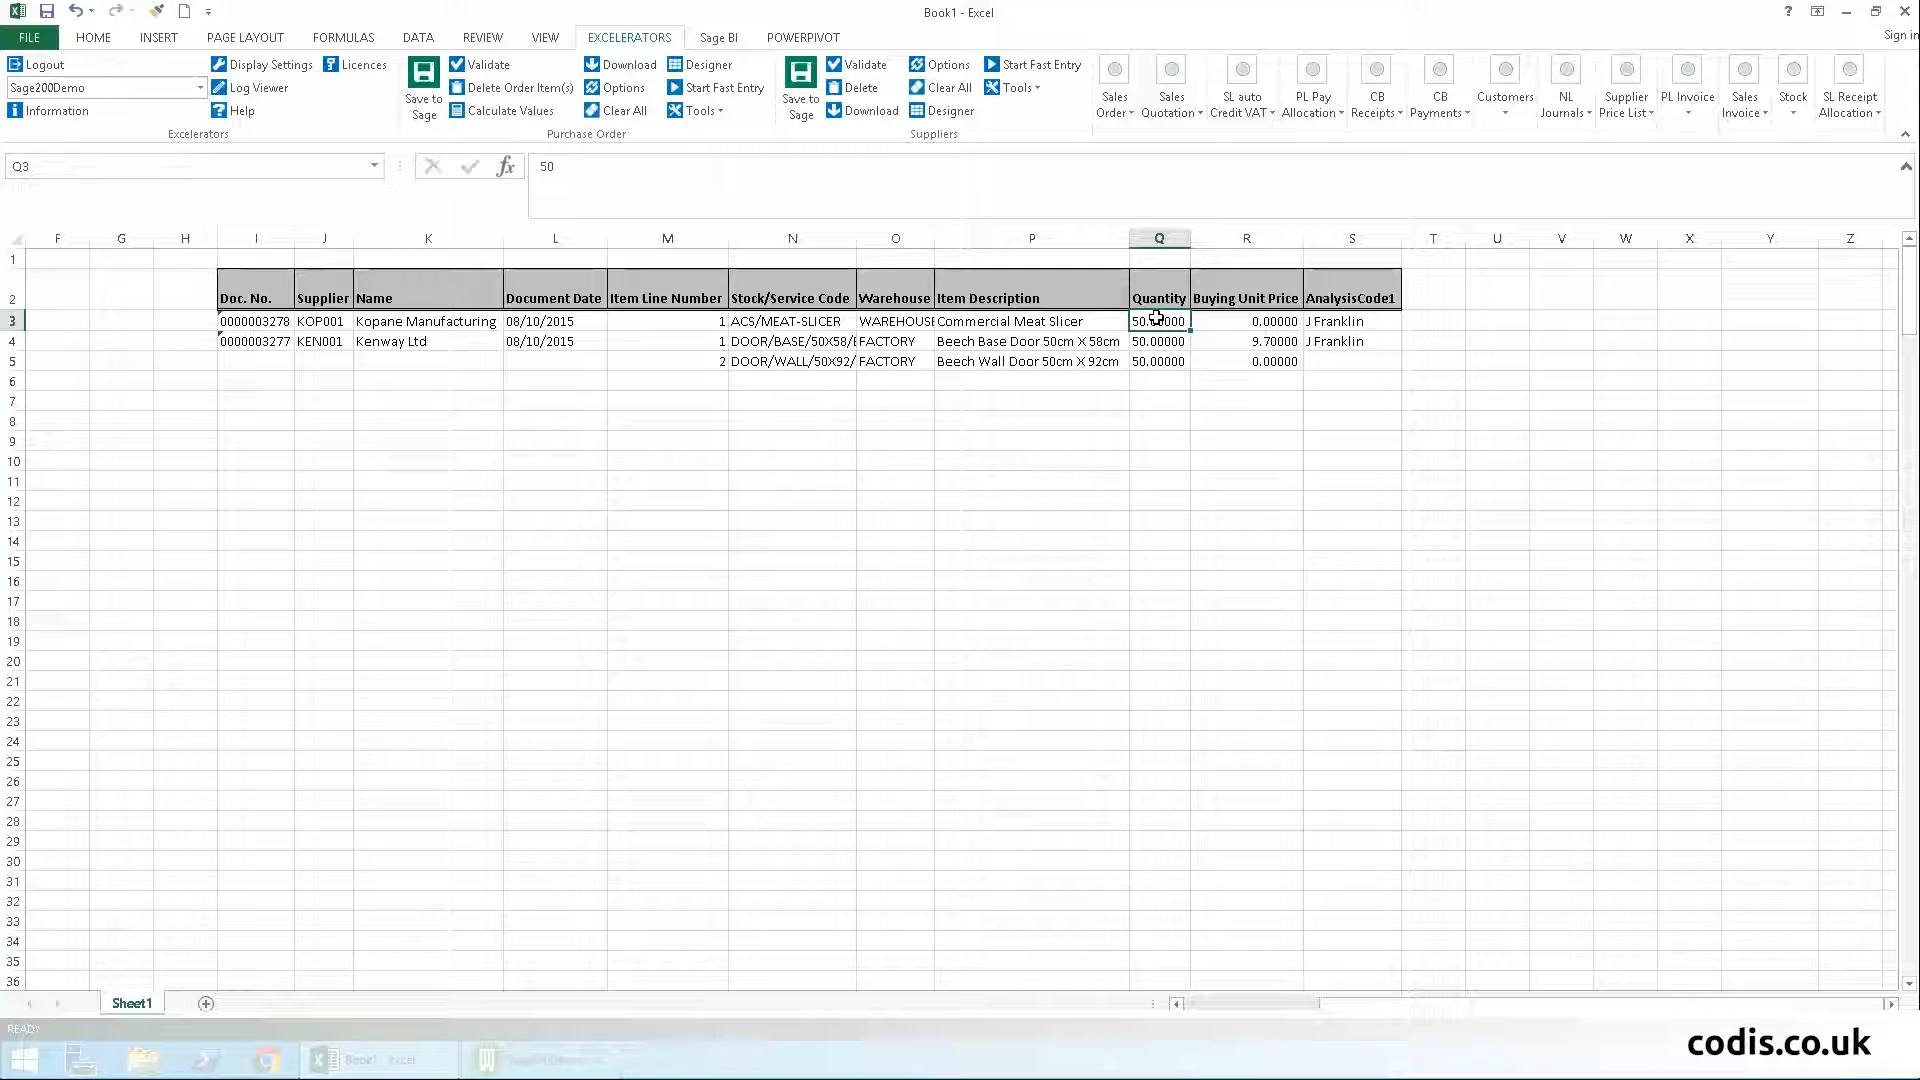 Book1 - Excel
?
Sign in
FILE HOME INSERT PAGE LAYOUT FORMULAS DATA REVIEW VIEW EXCELERATORS Sage BI POWERPIVOT
Logout Display Settings Licences Validate Download Designer Validate Options Start Fast Entry
Sage200Demo Log Viewer Delete Order Item(s) Options Start Fast Entry Delete Clear All Tools
Information Help Calculate Values Clear All Tools Download Designer
Save to Sage
Save to Sage
Sales Order
Sales Quotation
SL auto Credit VAT
PL Pay Allocation
CB Receipts
CB Payments
Customers
NL Journals
Supplier Price List
PL Invoice
Sales Invoice
Stock
SL Receipt Allocation
Excelerators Purchase Order Suppliers
Q3 fx 50
F G H I J K L M N O P Q R S T U V W X Y Z
1
2 Doc. No. Supplier Name Document Date Item Line Number Stock/Service Code Warehouse Item Description Quantity Buying Unit Price AnalysisCode1
3 0000003278 KOP001 Kopane Manufacturing 08/10/2015 1 ACS/MEAT-SLICER WAREHOUSE Commercial Meat Slicer 50.00000 0.00000 J Franklin
4 0000003277 KEN001 Kenway Ltd 08/10/2015 1 DOOR/BASE/50X58/ FACTORY Beech Base Door 50cm X 58cm 50.00000 9.70000 J Franklin
5 2 DOOR/WALL/50X92/ FACTORY Beech Wall Door 50cm X 92cm 50.00000 0.00000
6
7
8
9
10
11
12
13
14
15
16
17
18
19
20
21
22
23
24
25
26
27
28
29
30
31
32
33
34
35
36
Sheet1
READY
Book1 - Excel
codis.co.uk